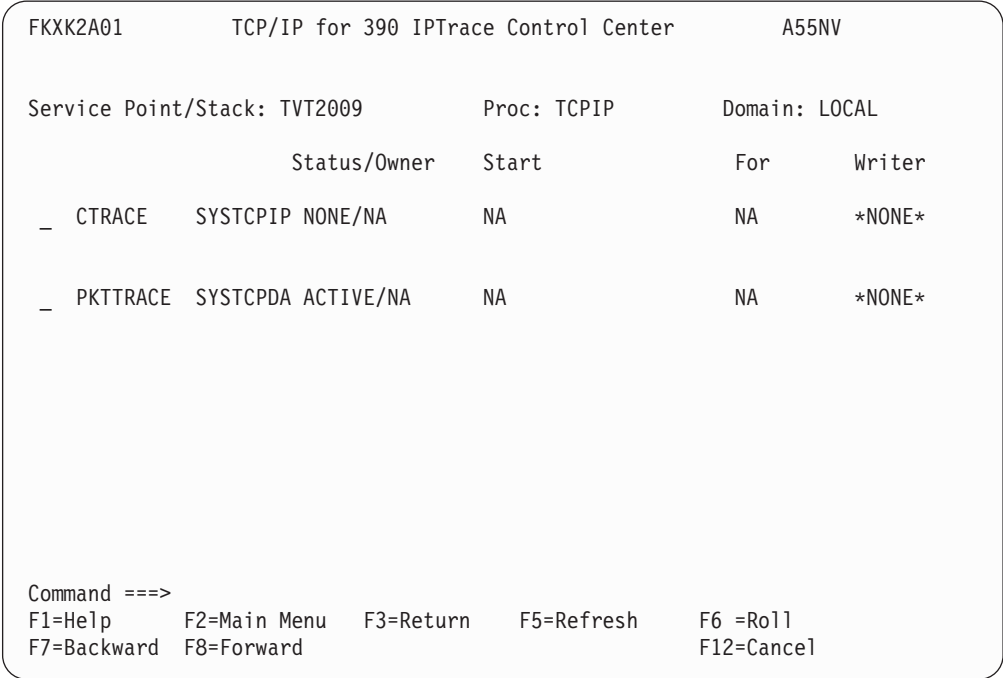 FKXK2A01 TCP/IP for 390 IPTrace Control Center A55NV
Service Point/Stack: TVT2009 Proc: TCPIP Domain: LOCAL
Status/Owner Start For Writer
_ CTRACE SYSTCPIP NONE/NA NA NA *NONE*
_ PKTTRACE SYSTCPDA ACTIVE/NA NA NA *NONE*
Command ===>
F1=Help F2=Main Menu F3=Return F5=Refresh F6 =Roll
F7=Backward F8=Forward F12=Cancel